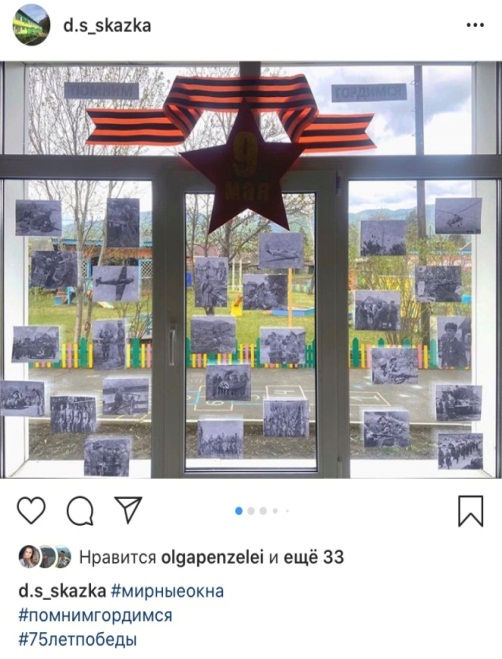 d.s_skazka
ПОМНИМ
ГОРДИМСЯ
9
МАЯ
Нравится olgapenzelei и ещё 33
d.s_skazka #мирныеокна
#помнимгордимся
#75летпобеды